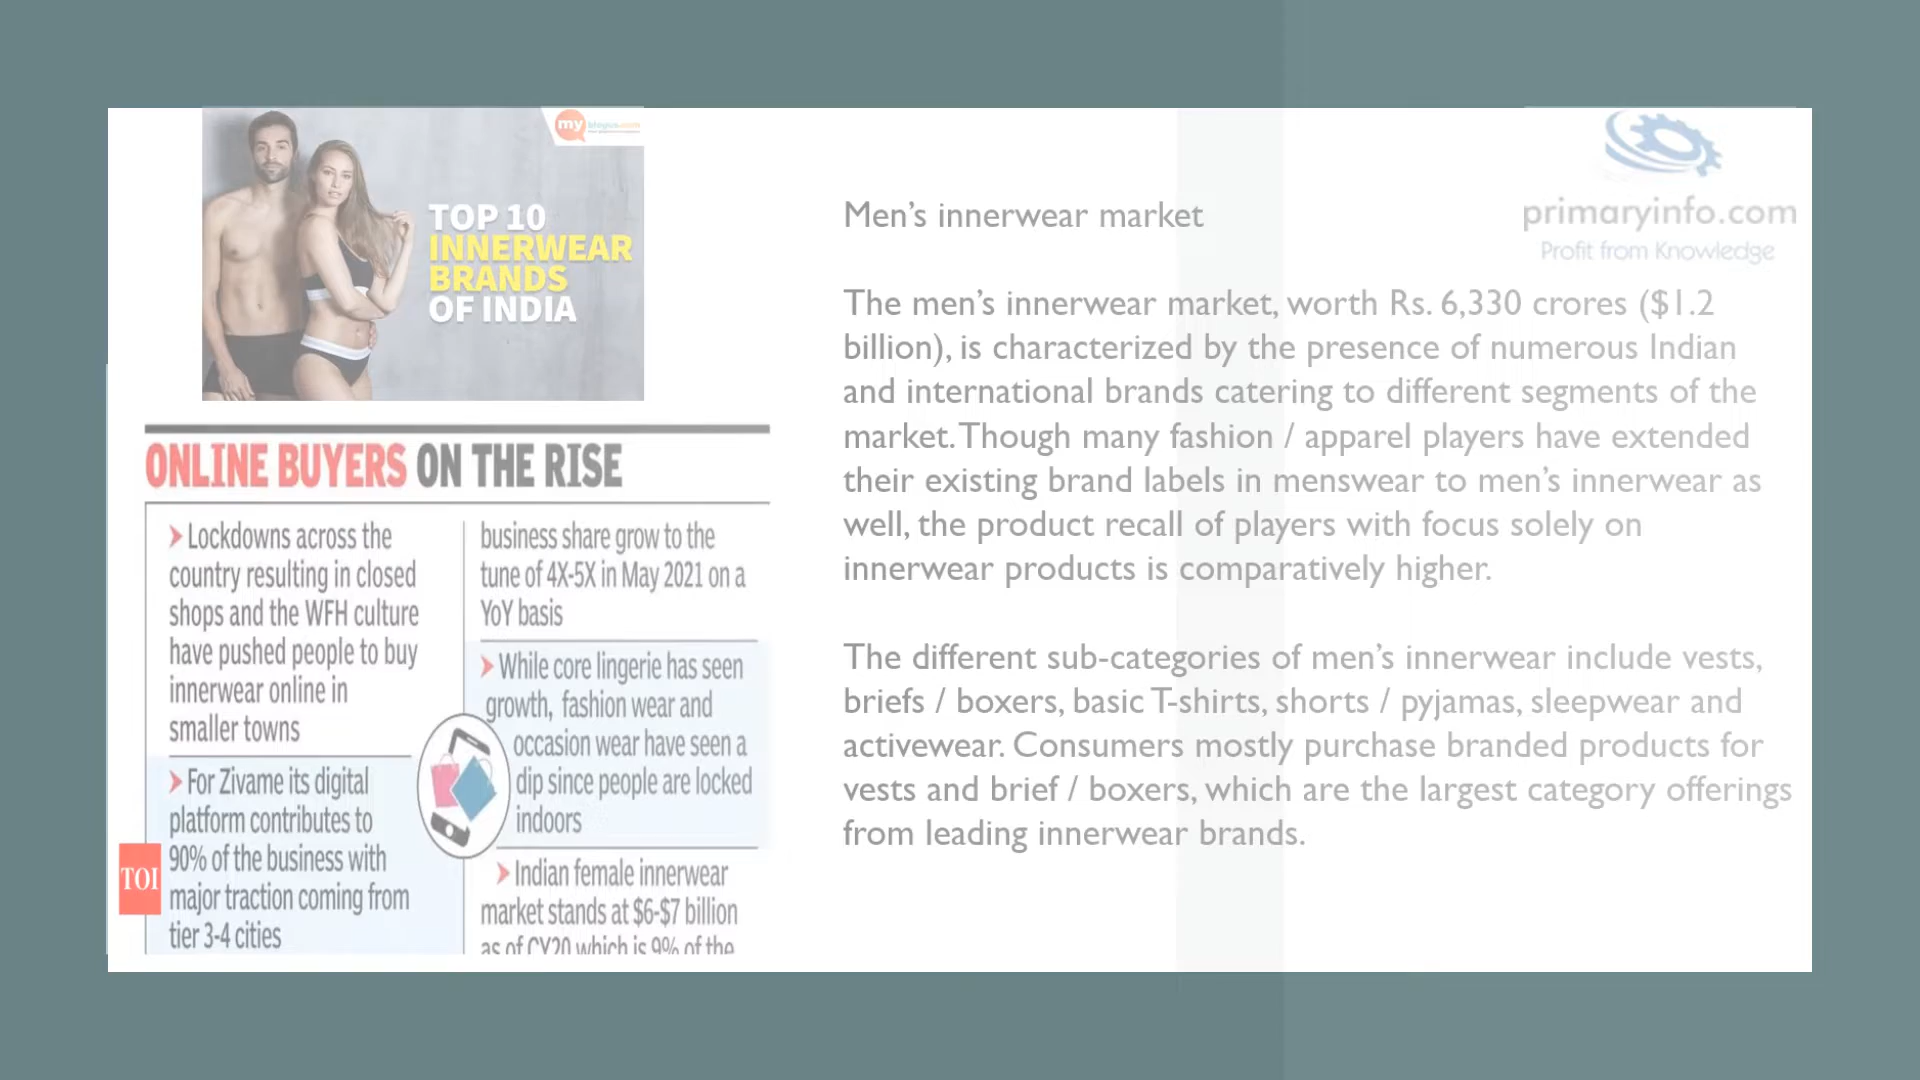 my
TOP 10
INNERWEAR
BRANDS
OF INDIA
ONLINE BUYERS ON THE RISE
Lockdowns across the
country resulting in closed
shops and the WFH culture
have pushed people to buy
innerwear online in
smaller towns
For Zivame its digital
platform contributes to
90% of the business with
major traction coming from
tier 3-4 cities
TOI
business share grow to the
tune of 4X-5X in May 2021 on a
YoY basis
While core lingerie has seen
growth, fashion wear and
occasion wear have seen a
dip since people are locked
indoors
Indian female innerwear
market stands at $6-$7 billion
as of CY20 which is 9% of the
primaryinfo.com
Profit from Knowledge
Men's innerwear market
The men's innerwear market, worth Rs. 6,330 crores ($1.2
billion), is characterized by the presence of numerous Indian
and international brands catering to different segments of the
market. Though many fashion / apparel players have extended
their existing brand labels in menswear to men's innerwear as
well, the product recall of players with focus solely on
innerwear products is comparatively higher.
The different sub-categories of men's innerwear include vests,
briefs / boxers, basic T-shirts, shorts / pyjamas, sleepwear and
activewear. Consumers mostly purchase branded products for
vests and brief / boxers, which are the largest category offerings
from leading innerwear brands.